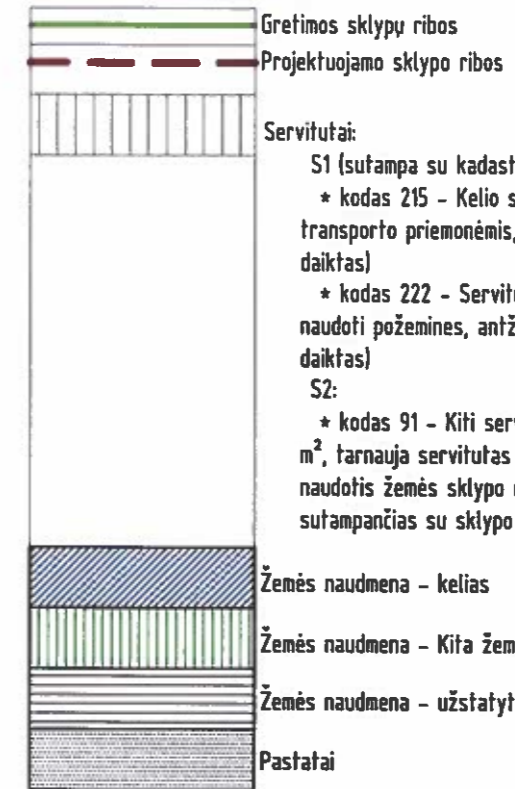 Gretimos sklypų ribos
Projektuojamo sklypo ribos
Servitutai:
S1 (sutampa su kadast
* kodas 215 - Kelio s
transporto priemonėmis,
daiktas)
* kodas 222 - Servitu
naudoti požemines, antž
daiktas)
S2:
* kodas 91 - Kiti serv
m², tarnauja servitutas
naudotis žemės sklypo
sutampančias su sklypo
Žemės naudmena - kelias
Žemės naudmena - Kita žem
Žemės naudmena - užstatyt
Pastatai